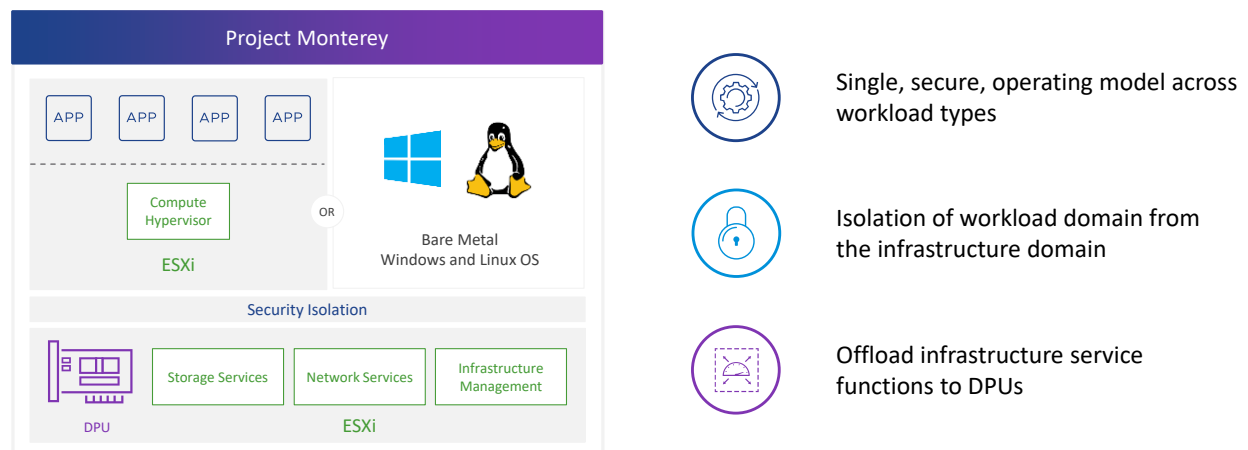 Project Monterey
APP APP APP APP
Compute
Hypervisor
ESXi
OR
Bare Metal
Windows and Linux OS
Security Isolation
Storage Services
Network Services
Infrastructure
Management
DPU
ESXi
Single, secure, operating model across
workload types
Isolation of workload domain from
the infrastructure domain
Offload infrastructure service
functions to DPUs